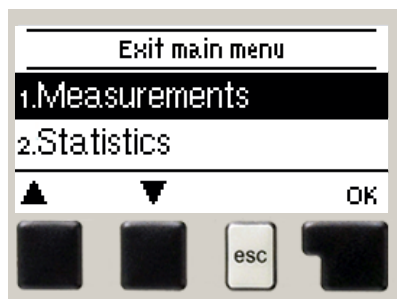 Exit main menu
1.Measurements
2.Statistics
OK
esc